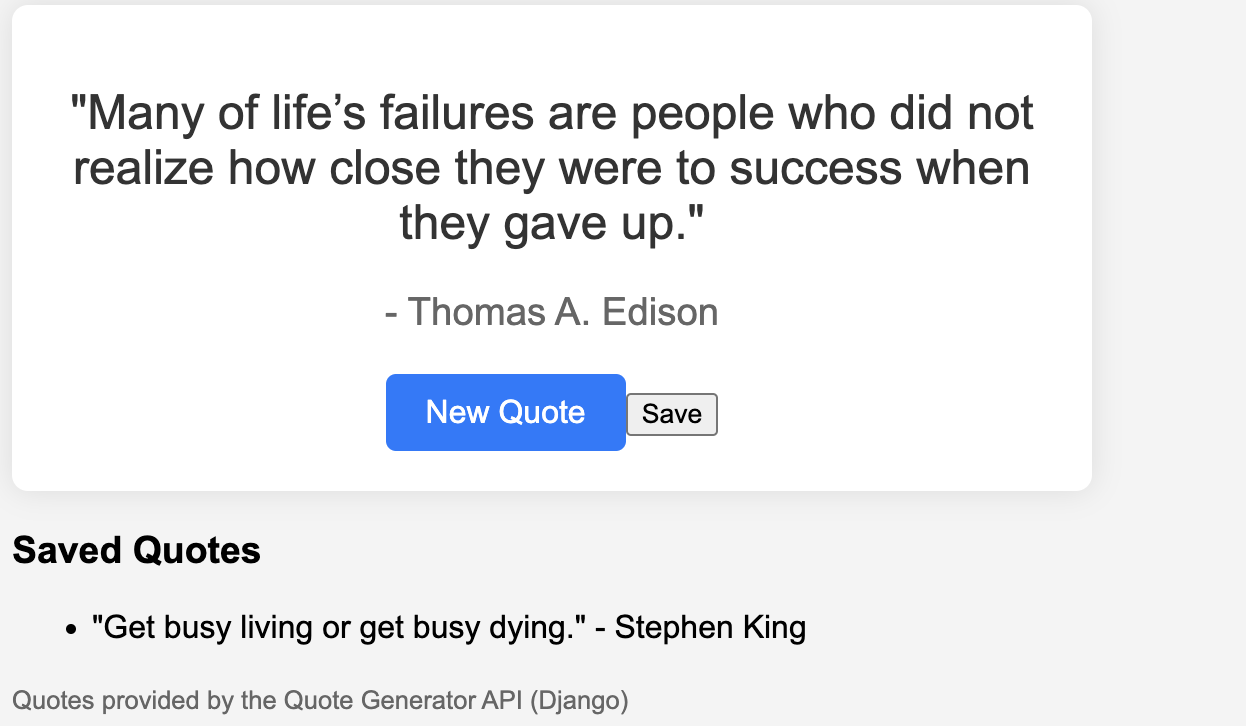 "Many of life’s failures are people who did not
realize how close they were to success when
they gave up."
- Thomas A. Edison
New Quote
Save
Saved Quotes
• "Get busy living or get busy dying." - Stephen King
Quotes provided by the Quote Generator API (Django)